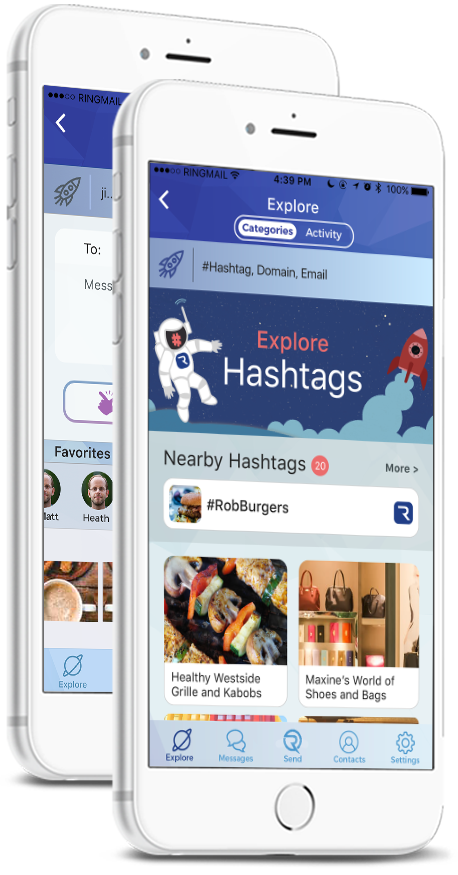 RINGMAIL
ji...
To:
Mess
Favorites
Heath
Explore
RINGMAIL
4:39 PM
100%
Explore
Categories
Activity
#Hashtag, Domain, Email
#
R
Explore
Hashtags
Nearby Hashtags 20
More >
#RobBurgers
R
Healthy Westside
Grille and Kabobs
Maxine's World of
Shoes and Bags
Explore
Messages
Send
Contacts
Settings